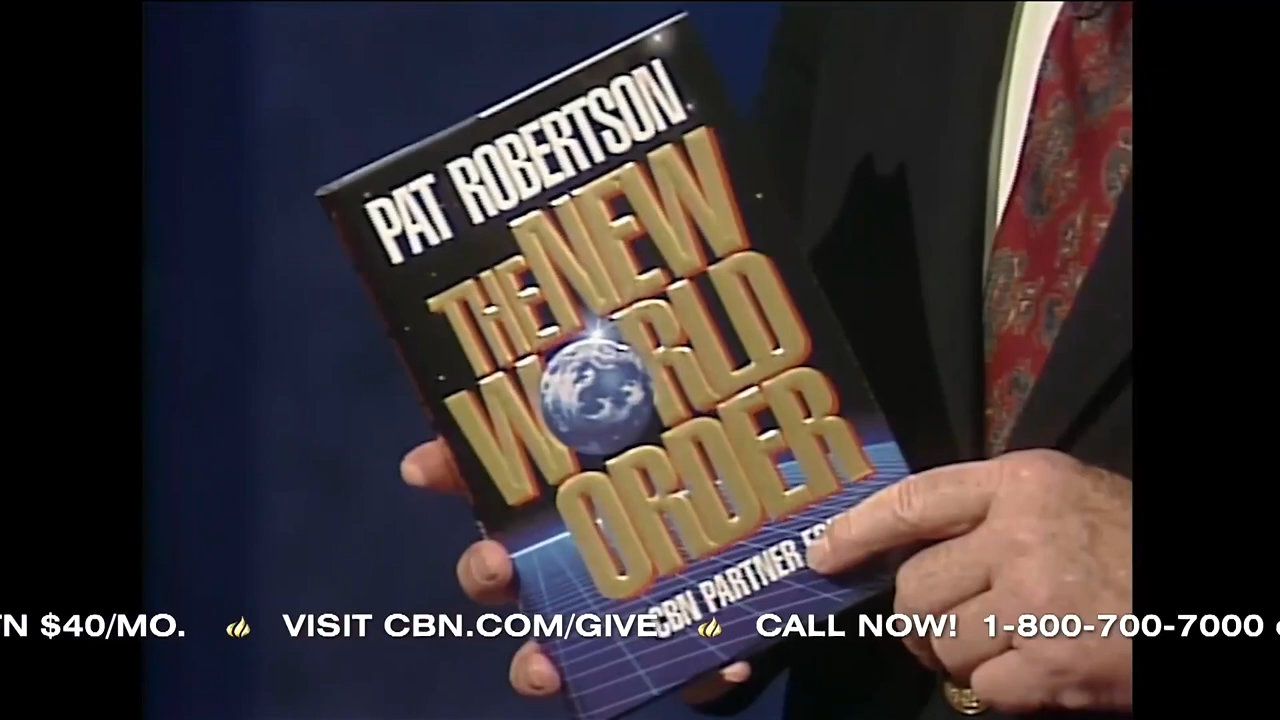 PAT ROBERTSON
THE NEW
WORLD
ORDER
CBN PARTNER
TN $40/MO. VISIT CBN.COM/GIVE CALL NOW! 1-800-700-7000